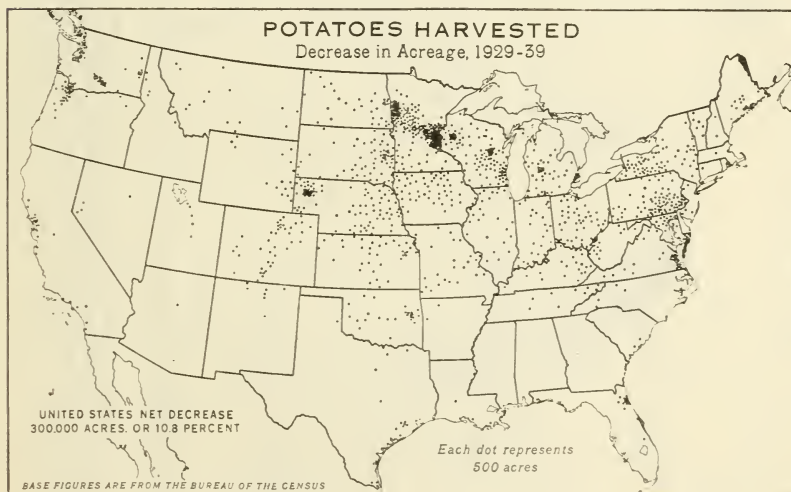 POTATOES HARVESTED
Decrease in Acreage, 1929-39
UNITED STATES NET DECREASE
300,000 ACRES. OR 10.8 PERCENT
Each dot represents
500 acres
BASE FIGURES ARE FROM THE BUREAU OF THE CENSUS